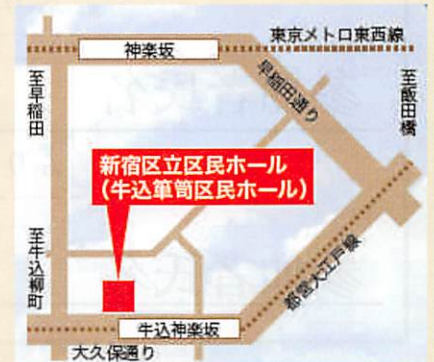 東京メトロ東西線
神楽坂
早稲田通り
至早稲田
至飯田橋
新宿区立区民ホール
（牛込箪笥区民ホール）
至牛込柳町
都営大江戸線
牛込神楽坂
大久保通り